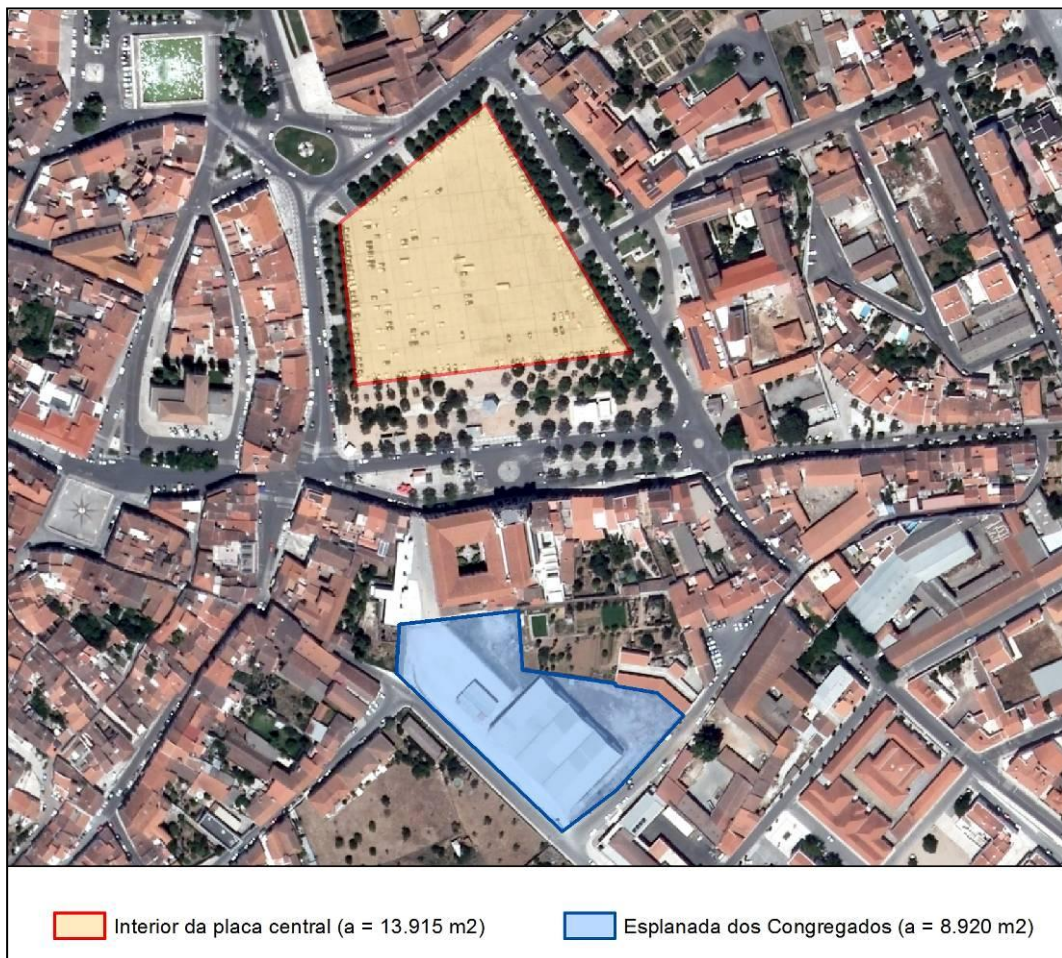 Interior da placa central (a = 13.915 m2)
Esplanada dos Congregados (a = 8.920 m2)